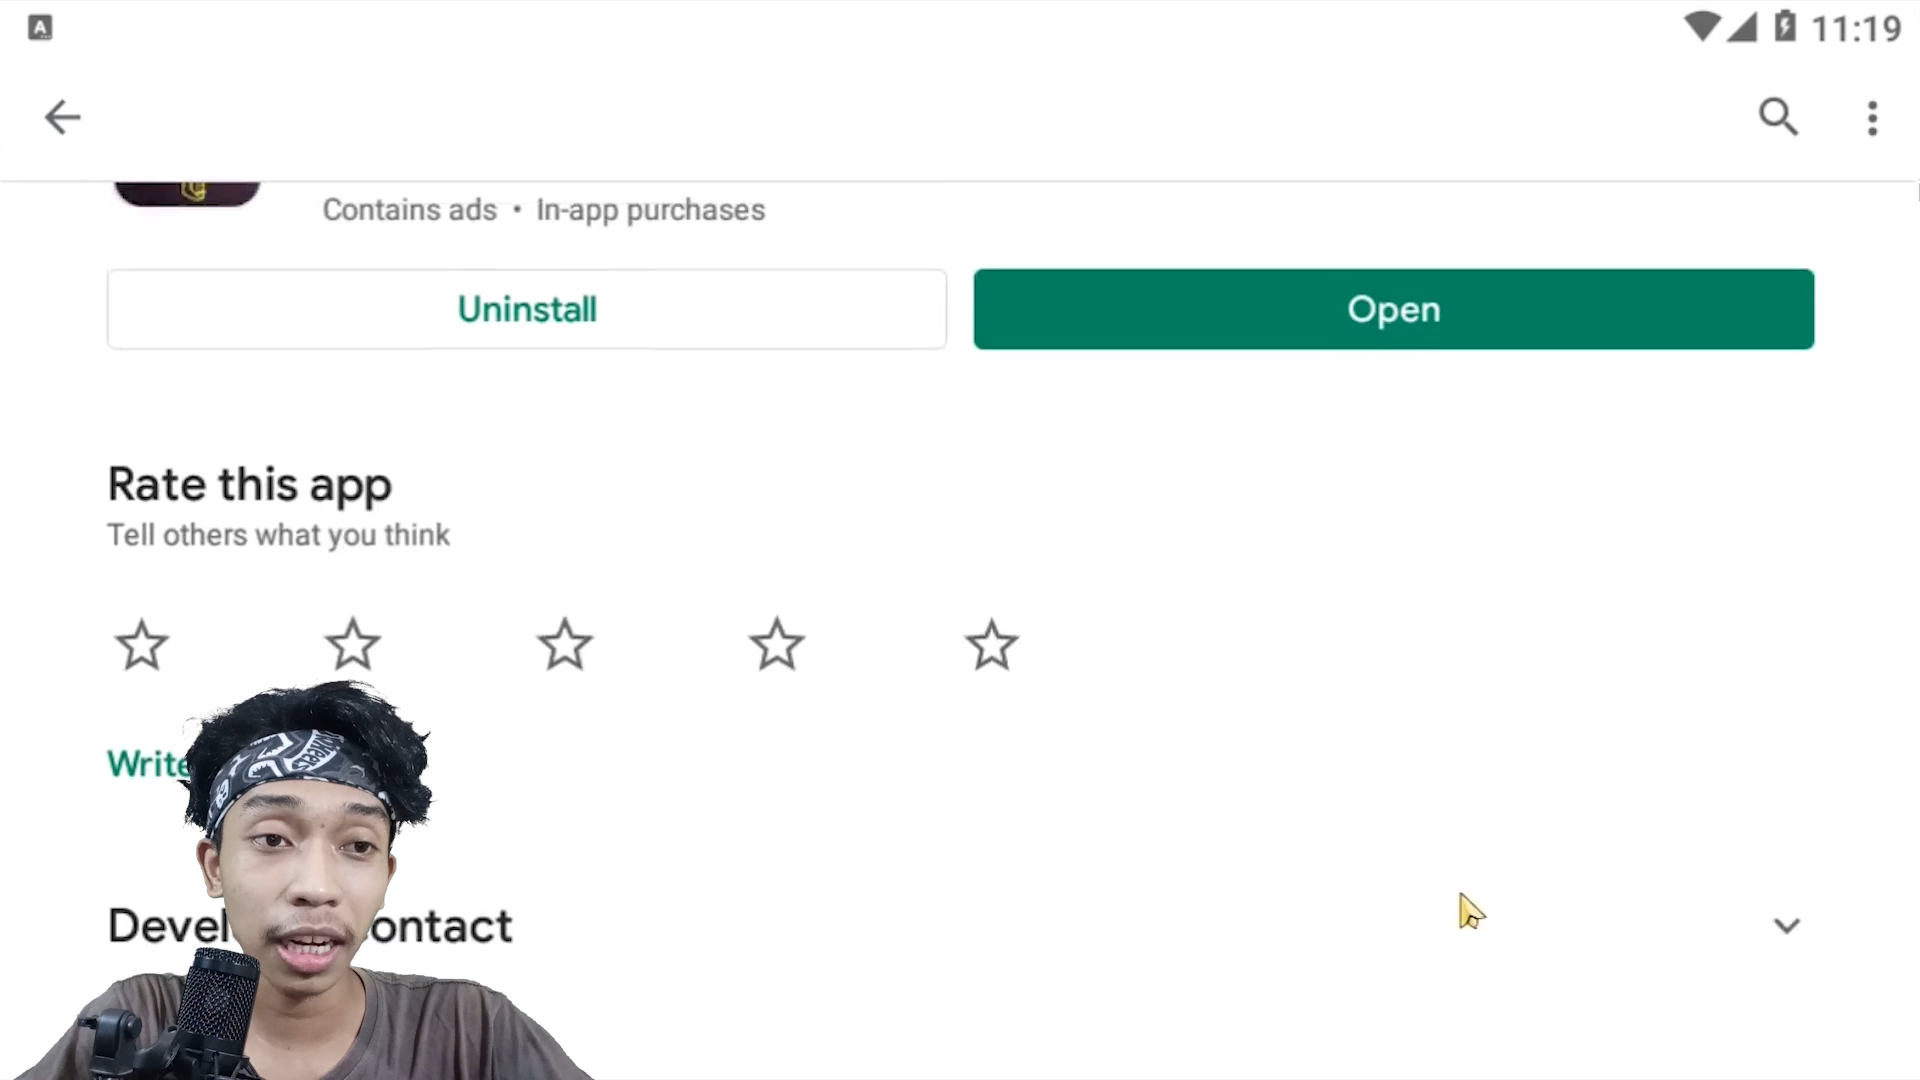 A
11:19
Contains ads • In-app purchases
Uninstall
Open
Rate this app
Tell others what you think
Write
Devel ontact